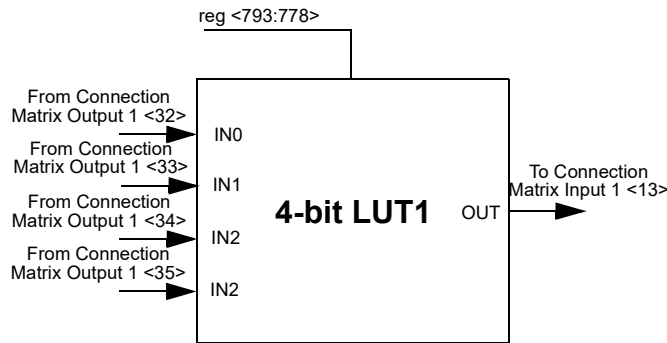 reg <793:778>
From Connection
Matrix Output 1 <32>
IN0
From Connection
Matrix Output 1 <33>
IN1
From Connection
Matrix Output 1 <34>
IN2
From Connection
Matrix Output 1 <35>
IN2
4-bit LUT1
OUT
To Connection
Matrix Input 1 <13>